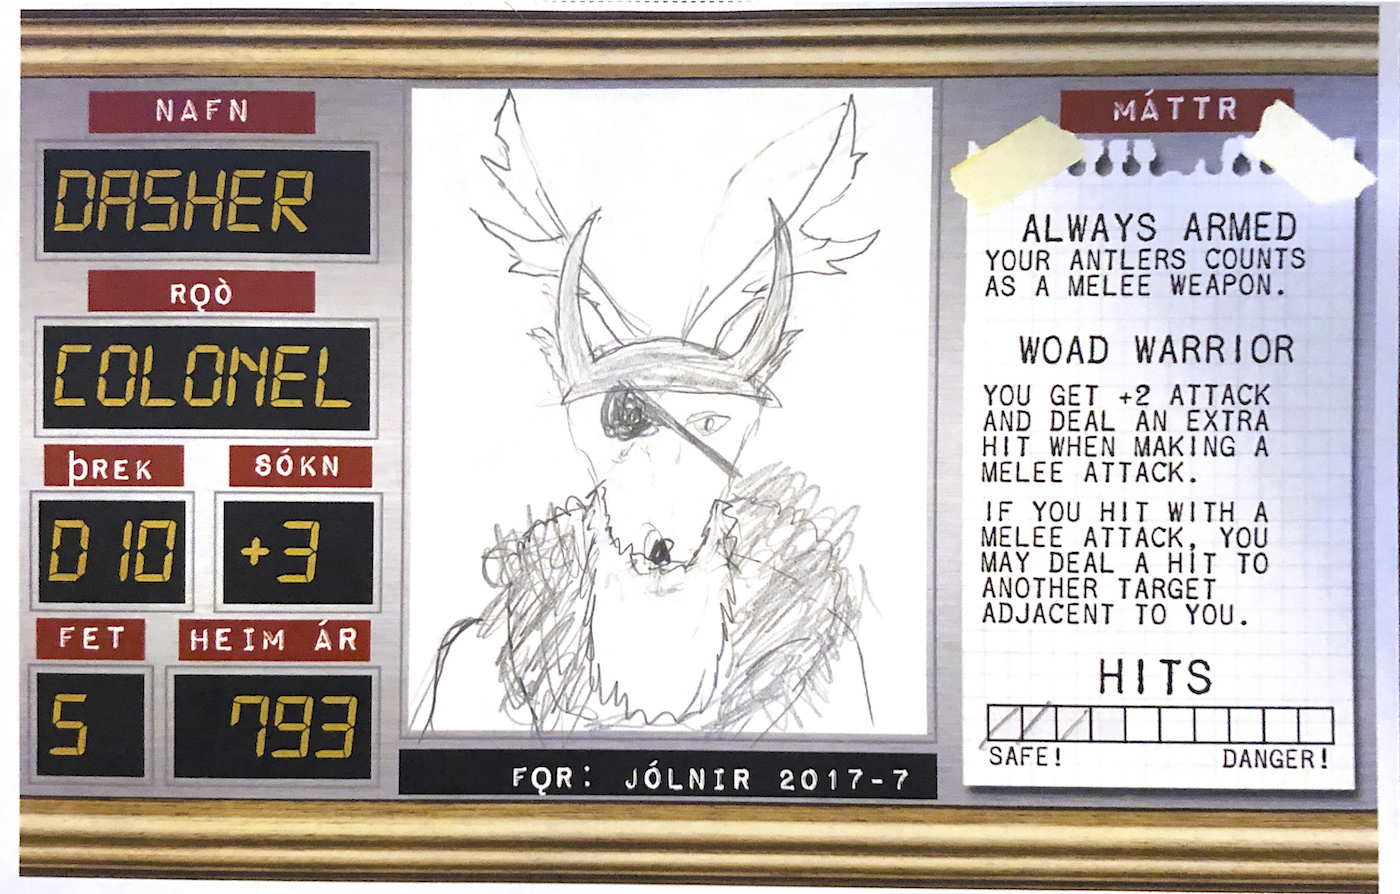 NAFN
DASHER
RQÒ
COLONEL
ÞREK
SÓKN
D10
+3
FET
HEIM ÁR
5
793
FQR: JÓLNIR 2017-7
MÁTTR
ALWAYS ARMED
YOUR ANTLERS COUNTS
AS A MELEE WEAPON.
WOAD WARRIOR
YOU GET +2 ATTACK
AND DEAL AN EXTRA
HIT WHEN MAKING A
MELEE ATTACK.
IF YOU HIT WITH A
MELEE ATTACK, YOU
MAY DEAL A HIT TO
ANOTHER TARGET
ADJACENT TO YOU.
HITS
SAFE! DANGER!